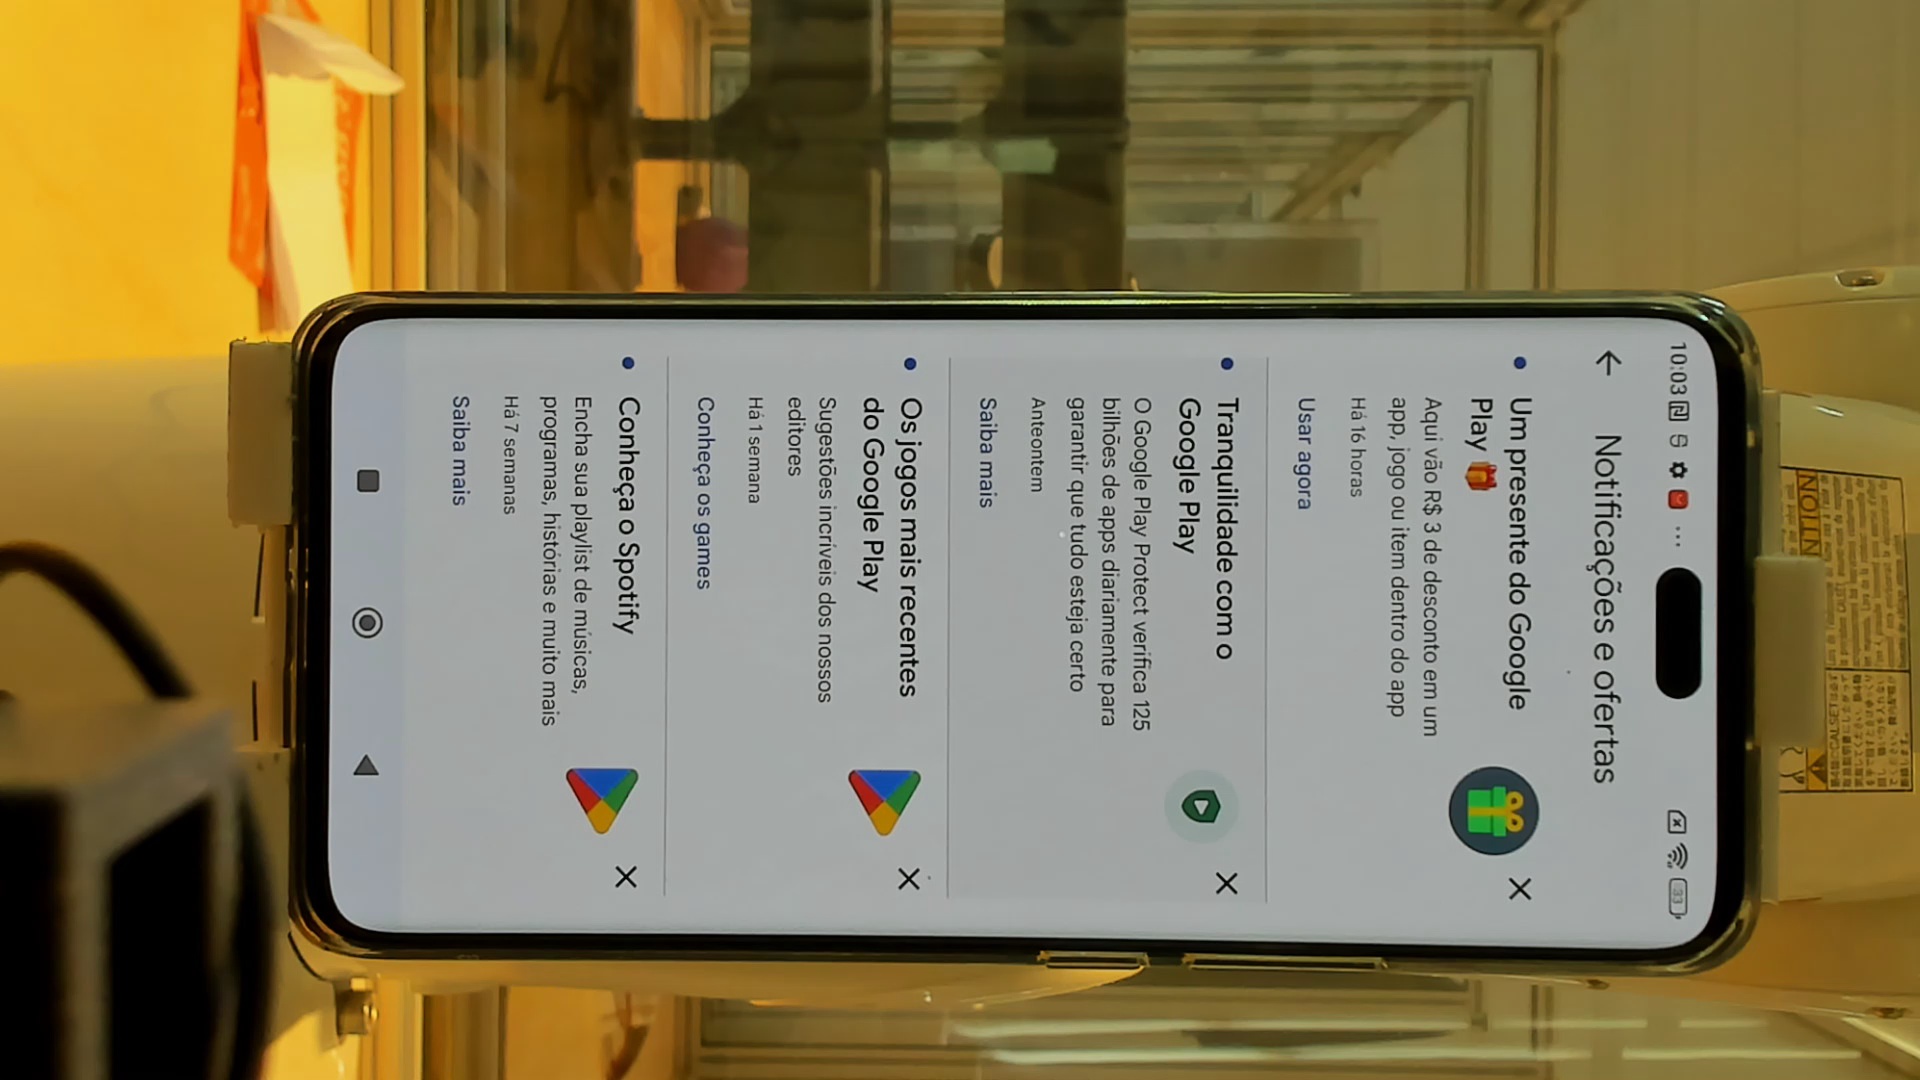 10:03
...
33
Notificações e ofertas
Um presente do Google
Play 🎁
Aqui vão R$ 3 de desconto em um
app, jogo ou item dentro do app
Há 16 horas
Usar agora
Tranquilidade com o
Google Play
O Google Play Protect verifica 125
bilhões de apps diariamente para
garantir que tudo esteja certo
Anteontem
Saiba mais
Os jogos mais recentes
do Google Play
Sugestões incríveis dos nossos
editores
Há 1 semana
Conheça os games
Conheça o Spotify
Encha sua playlist de músicas,
programas, histórias e muito mais
Há 7 semanas
Saiba mais